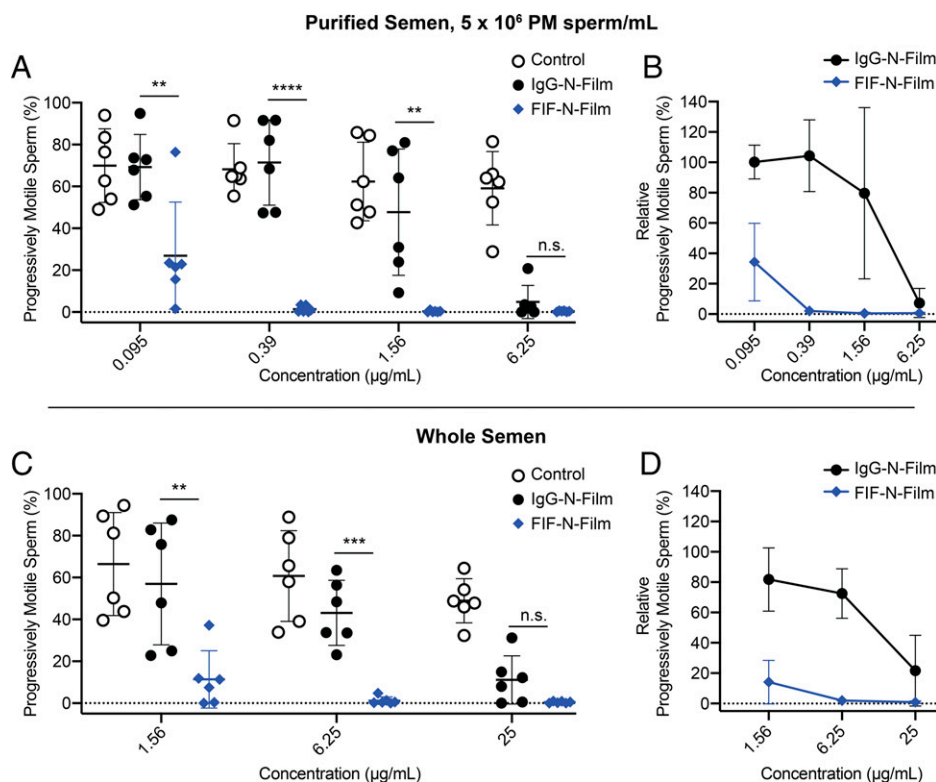 Purified Semen, 5 x 10⁶ PM sperm/mL
A
Control
IgG-N-Film
FIF-N-Film
**
****
**
n.s.
Progressively Motile Sperm (%)
100
80
60
40
20
0
0.095
0.39
1.56
6.25
Concentration (µg/mL)
B
IgG-N-Film
FIF-N-Film
Relative
Progressively Motile Sperm (%)
140
120
100
80
60
40
20
0
0.095
0.39
1.56
6.25
Concentration (µg/mL)
Whole Semen
C
Control
IgG-N-Film
FIF-N-Film
**
***
n.s.
Progressively Motile Sperm (%)
100
80
60
40
20
0
1.56
6.25
25
Concentration (µg/mL)
D
IgG-N-Film
FIF-N-Film
Relative
Progressively Motile Sperm (%)
140
120
100
80
60
40
20
0
1.56
6.25
25
Concentration (µg/mL)